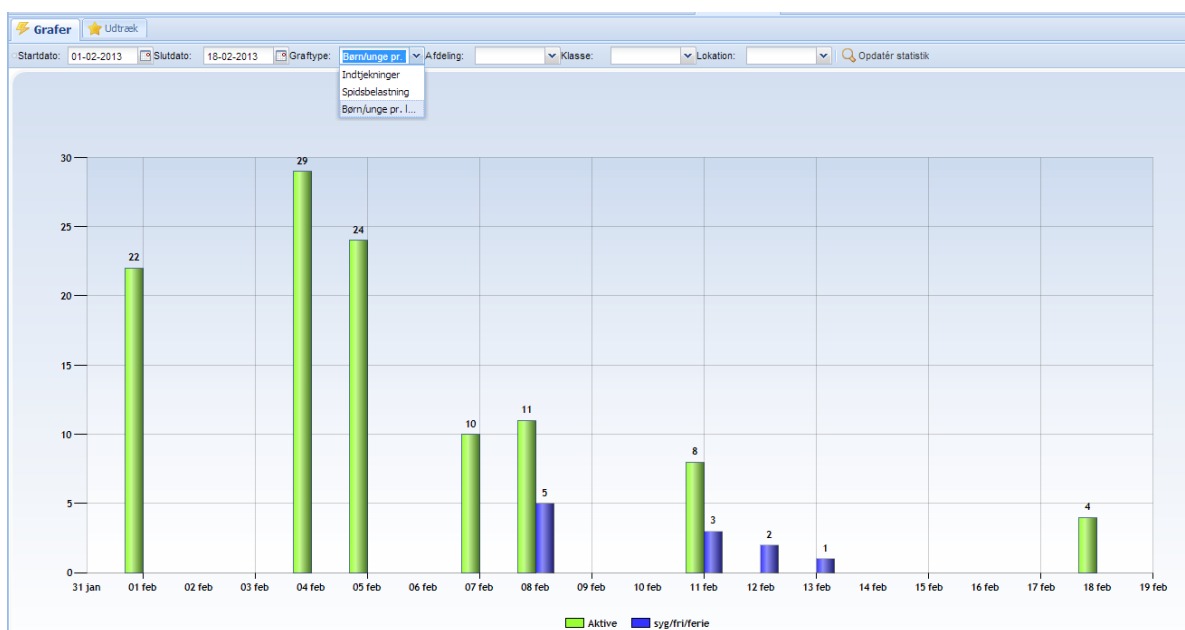 Grafer Udtræk
Startdato: 01-02-2013 Slutdato: 18-02-2013 Graftype: Børn/unge pr. Afdeling: Klasse: Lokation: Opdatér statistik
Indtjekninger
Spidsbelastning
Børn/unge pr. l...
30
29
25
24
22
20
15
11
10
10
8
5
5
4
3
2
1
0
31 jan 01 feb 02 feb 03 feb 04 feb 05 feb 06 feb 07 feb 08 feb 09 feb 10 feb 11 feb 12 feb 13 feb 14 feb 15 feb 16 feb 17 feb 18 feb 19 feb
Aktive syg/fri/ferie